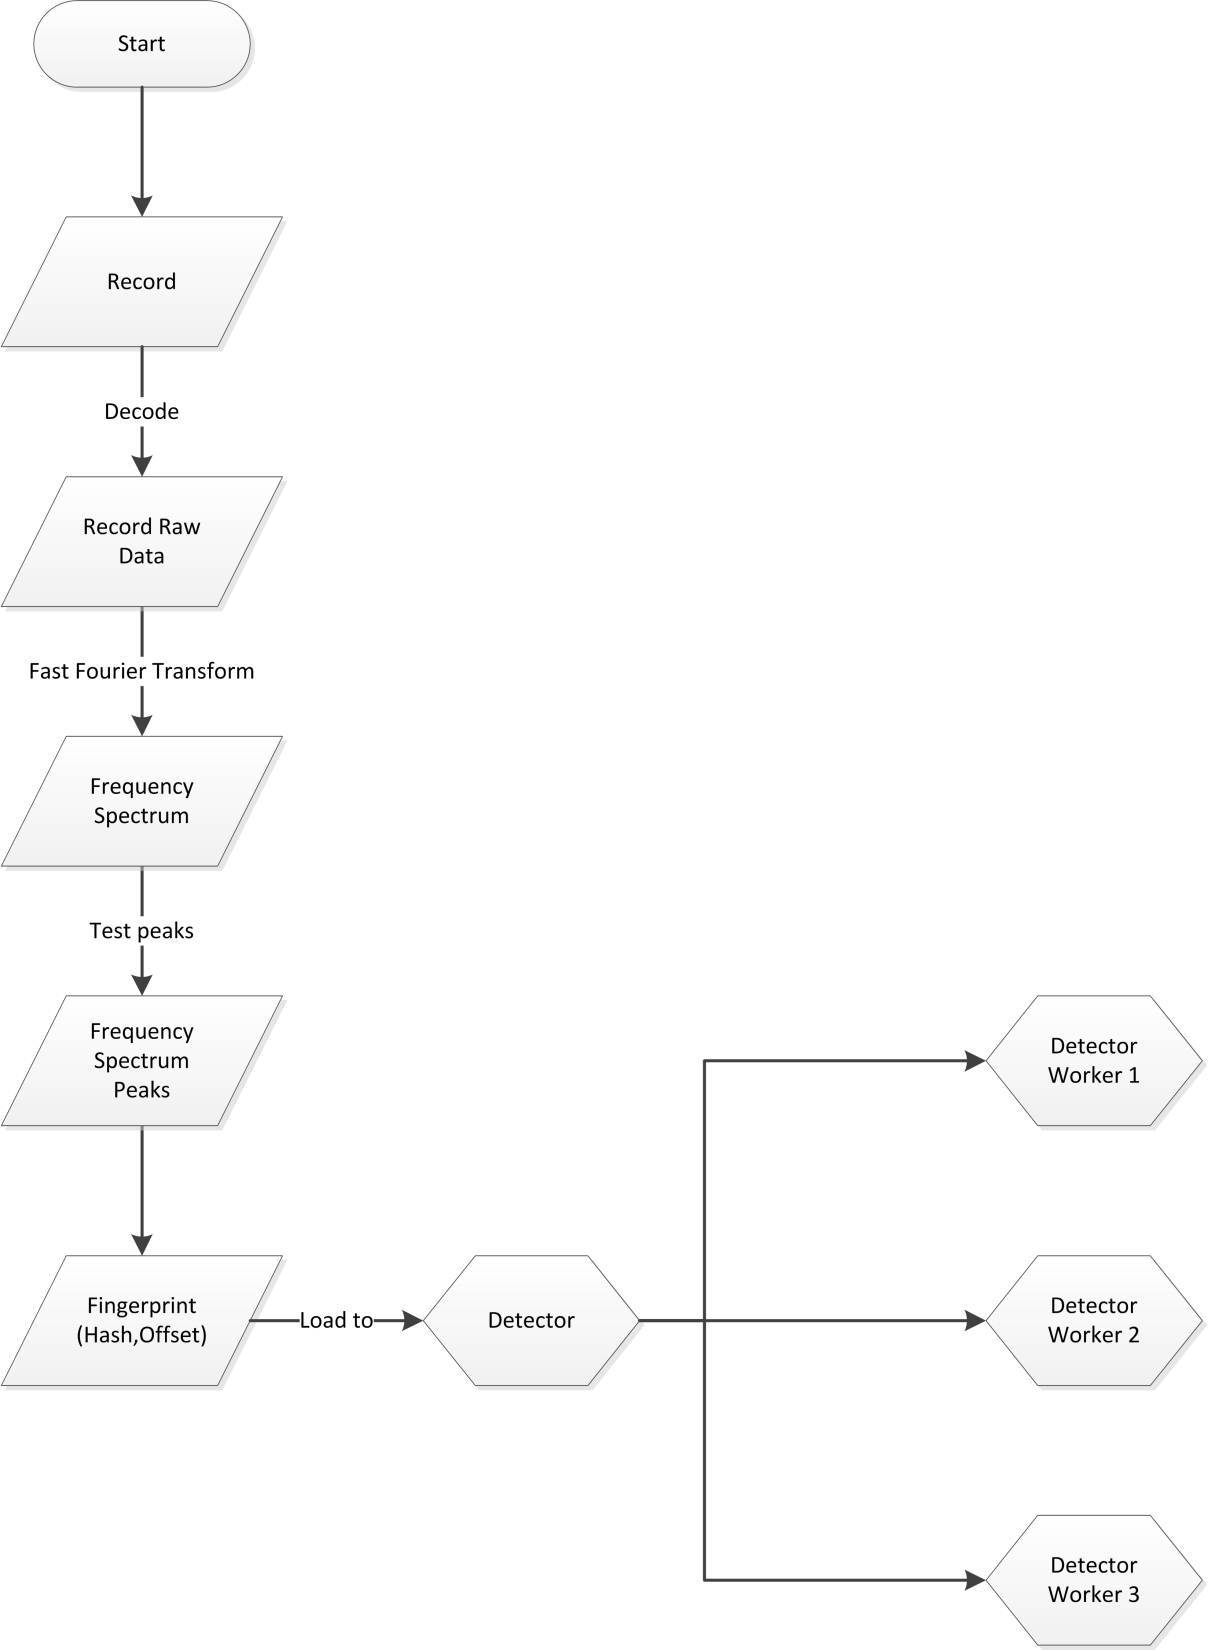 Start
Record
Decode
Record Raw
Data
Fast Fourier Transform
Frequency
Spectrum
Test peaks
Frequency
Spectrum
Peaks
Fingerprint
(Hash,Offset)
Load to
Detector
Detector
Worker 1
Detector
Worker 2
Detector
Worker 3